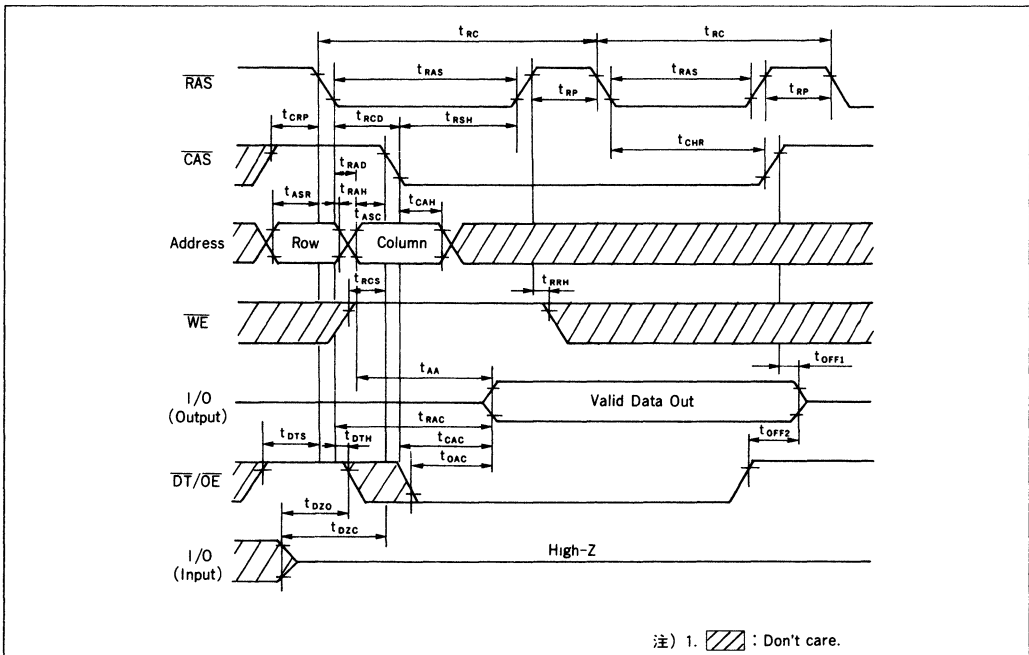 tRC tRC
tRAS tRAS
RAS
tRP tRP
tCRP tRCD tRSH
tCHR
CAS
tRAD
tASR tRAH
tASC tCAH
Address Row Column
tRCS tRRH
WE
tOFF1
tAA
I/O
(Output)
Valid Data Out
tRAC tOFF2
tDTS tDTH tCAC
tOAC
DT/OE
tDZO
tDZC
I/O
(Input)
High-Z
注) 1. : Don't care.